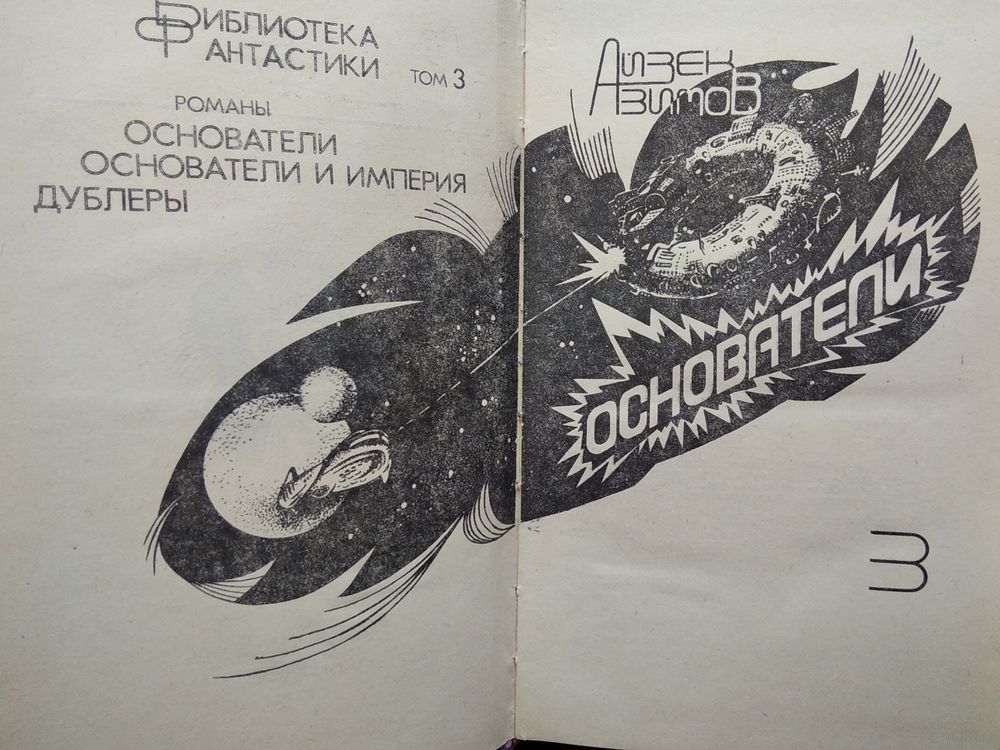 БИБЛИОТЕКА
ФАНТАСТИКИ ТОМ 3
РОМАНЫ
ОСНОВАТЕЛИ
ОСНОВАТЕЛИ И ИМПЕРИЯ
ДУБЛЕРЫ
АЙЗЕК
АЗИМОВ
ОСНОВАТЕЛИ
3